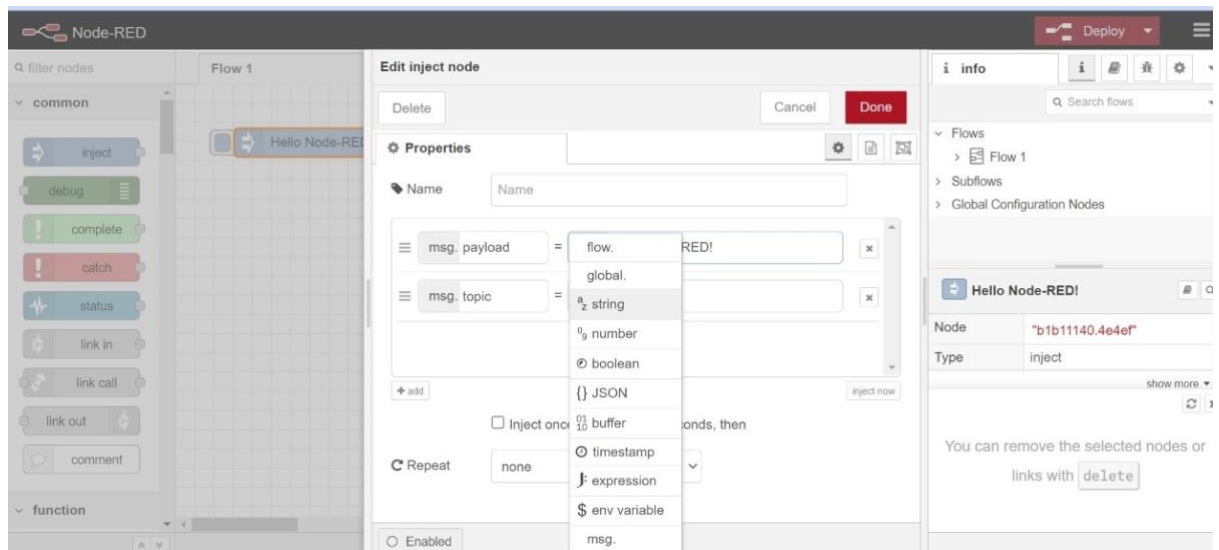 Node-RED
Deploy
filter nodes
common
inject
debug
complete
catch
status
link in
link call
link out
comment
function
Flow 1
Hello Node-RE
Edit inject node
Delete
Cancel
Done
Properties
Name
Name
msg. payload
=
RED!
msg. topic
=
flow.
global.
string
number
boolean
{} JSON
buffer
timestamp
expression
$ env variable
msg.
add
inject now
Inject once
onds, then
Repeat
none
Enabled
info
Search flows
Flows
Flow 1
Subflows
Global Configuration Nodes
Hello Node-RED!
Node "b1b11140.4e4ef"
Type inject
show more
You can remove the selected nodes or
links with delete